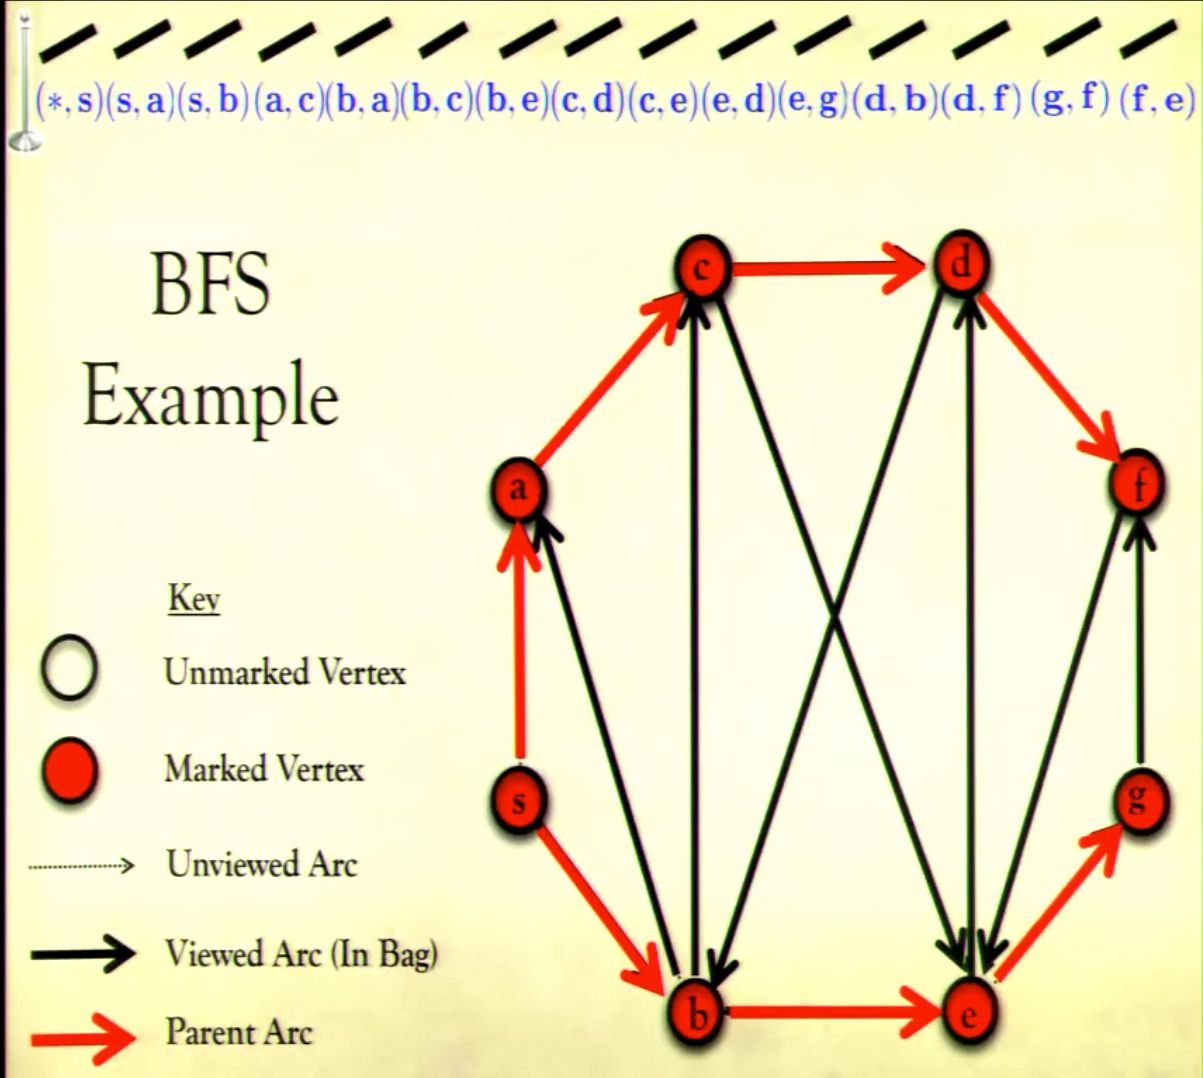 (*, s)(s, a)(s, b)(a, c)(b, a)(b, c)(b, e)(c, d)(c, e)(e, d)(e, g)(d, b)(d, f) (g, f) (f, e)
BFS
Example
c
d
a
f
Key
Unmarked Vertex
Marked Vertex
s
g
Unviewed Arc
Viewed Arc (In Bag)
b
e
Parent Arc